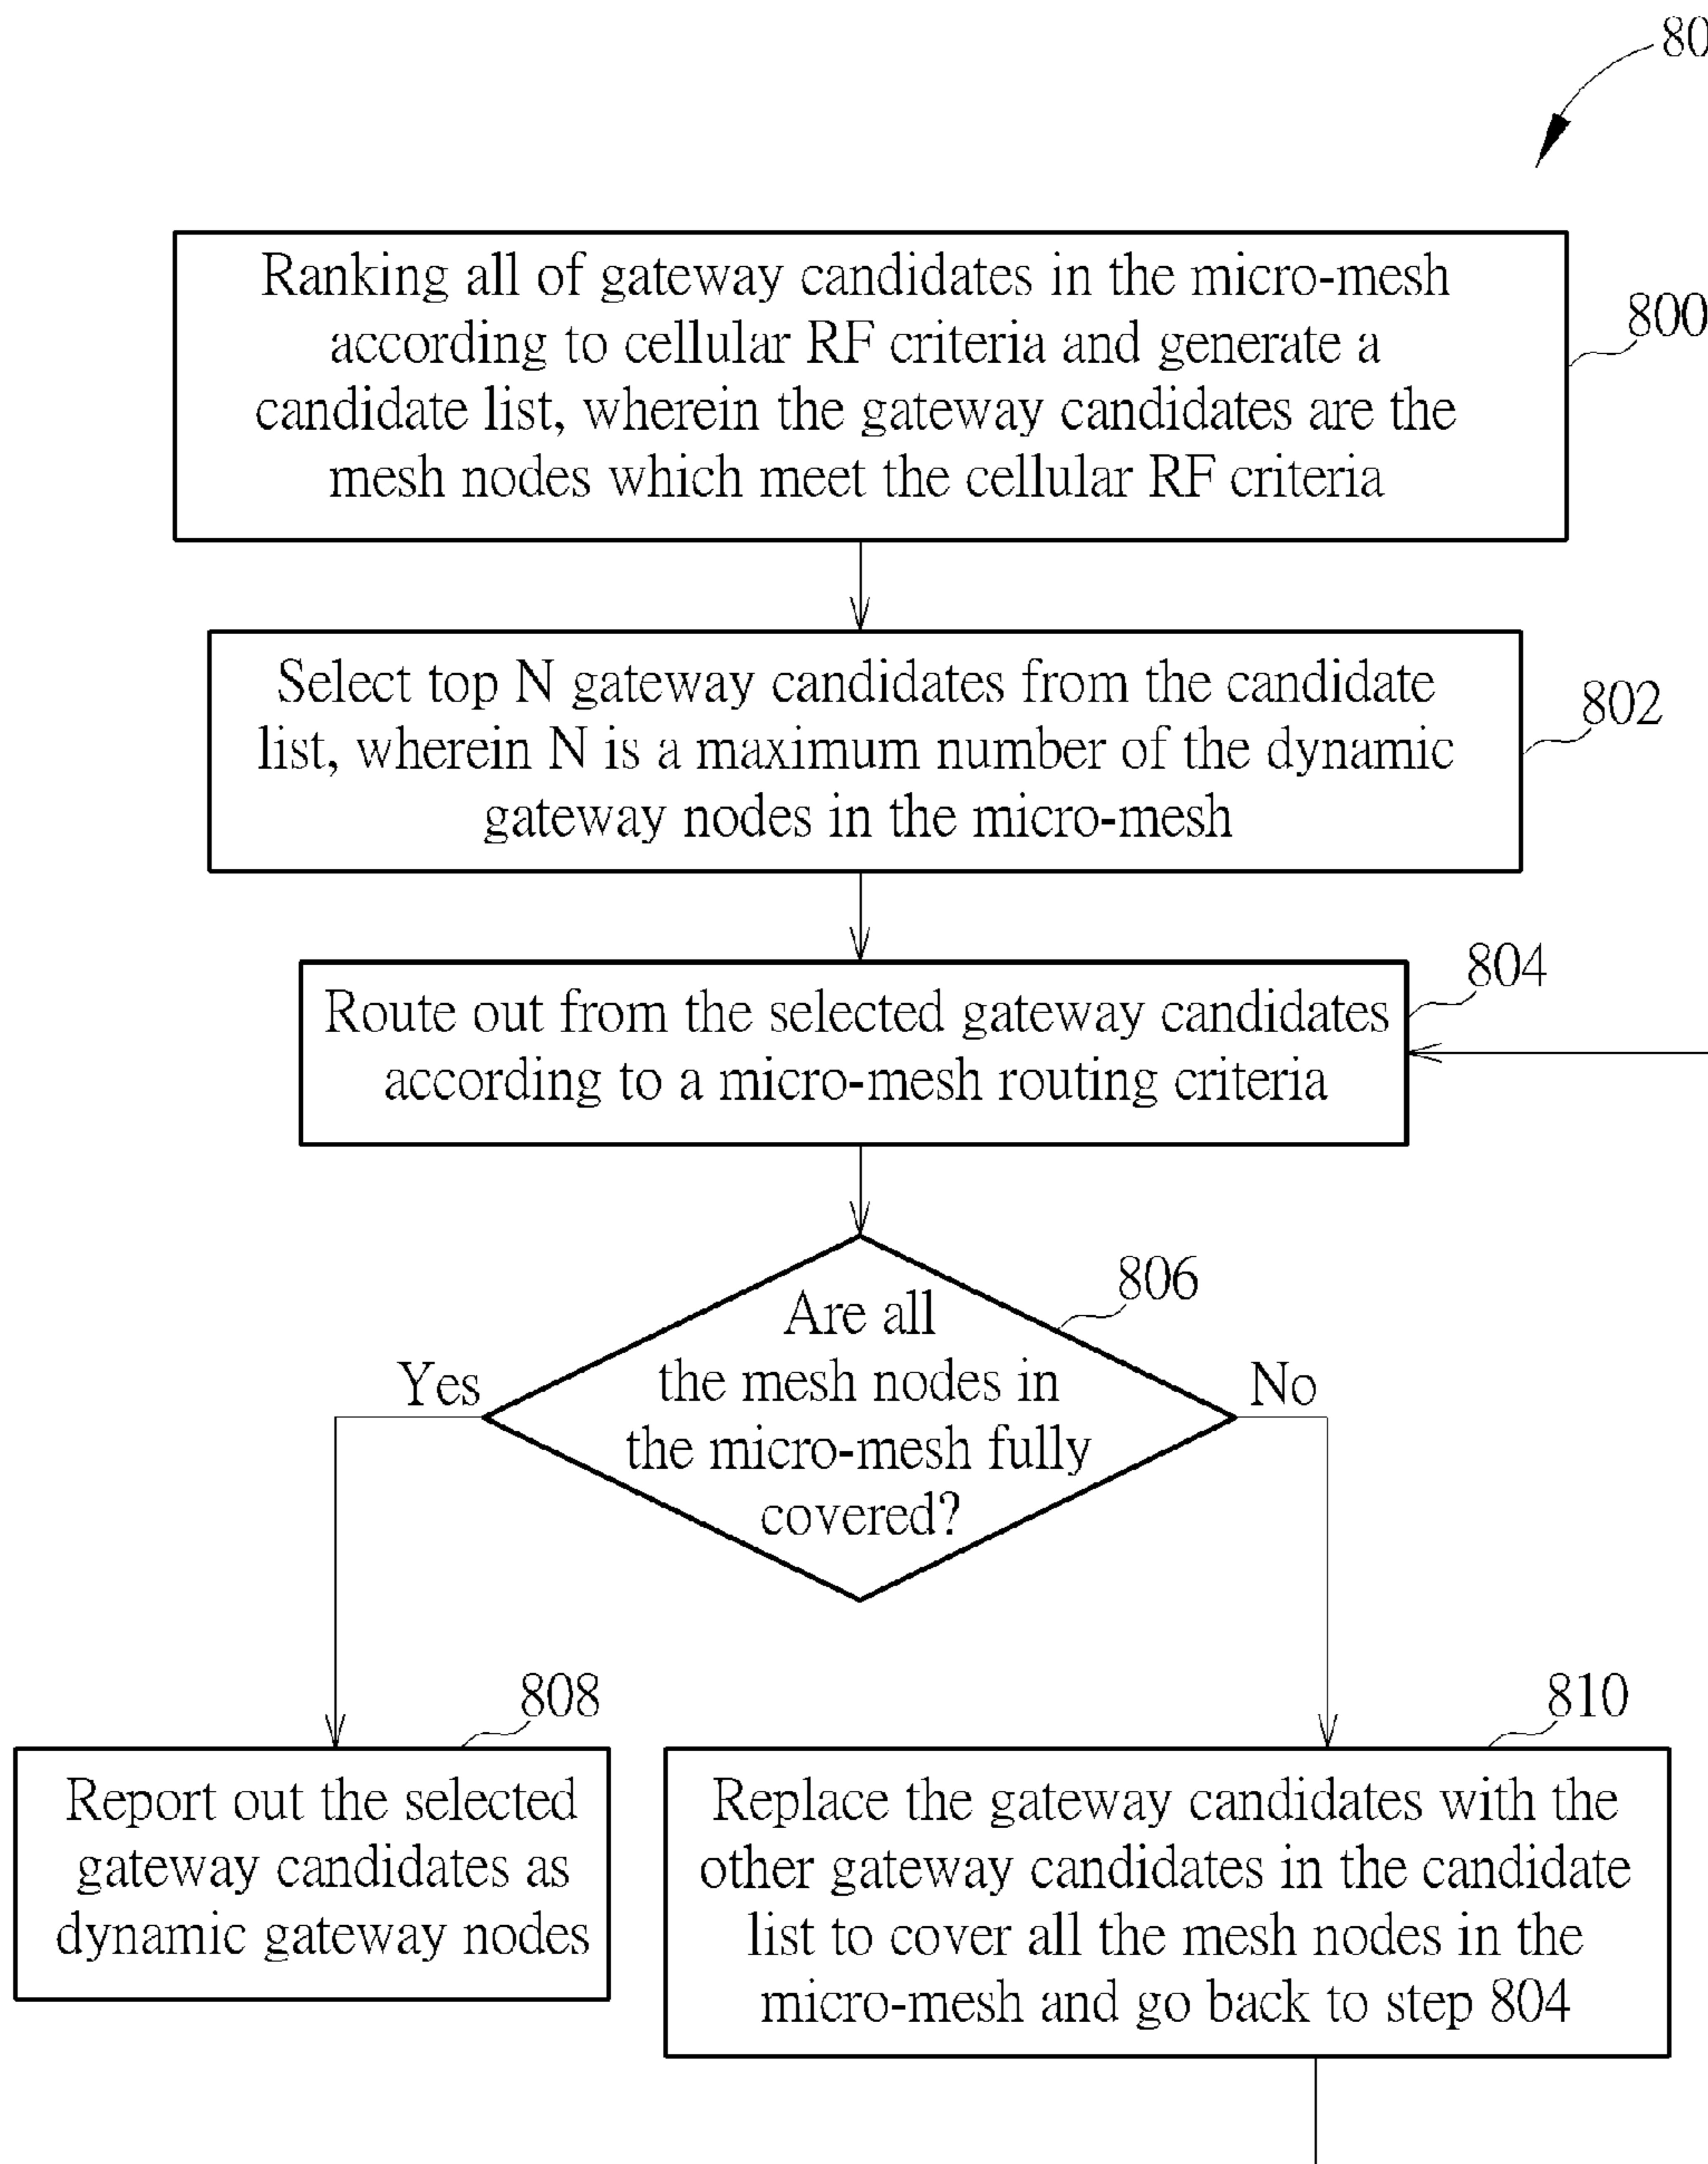 80
Ranking all of gateway candidates in the micro-mesh
according to cellular RF criteria and generate a
candidate list, wherein the gateway candidates are the
mesh nodes which meet the cellular RF criteria
800
Select top N gateway candidates from the candidate
list, wherein N is a maximum number of the dynamic
gateway nodes in the micro-mesh
802
Route out from the selected gateway candidates
according to a micro-mesh routing criteria
804
Are all
the mesh nodes in
the micro-mesh fully
covered?
806
Yes
No
808
Report out the selected
gateway candidates as
dynamic gateway nodes
810
Replace the gateway candidates with the
other gateway candidates in the candidate
list to cover all the mesh nodes in the
micro-mesh and go back to step 804